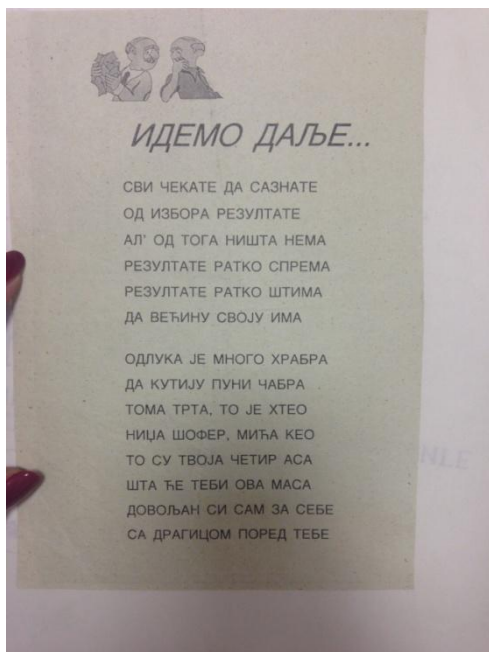 ИДЕМО ДАЉЕ...
СВИ ЧЕКАТЕ ДА САЗНАТЕ
ОД ИЗБОРА РЕЗУЛТАТЕ
АЛ' ОД ТОГА НИШТА НЕМА
РЕЗУЛТАТЕ РАТКО СПРЕМА
РЕЗУЛТАТЕ РАТКО ШТИМА
ДА ВЕЋИНУ СВОЈУ ИМА
ОДЛУКА ЈЕ МНОГО ХРАБРА
ДА КУТИЈУ ПУНИ ЧАБРА
ТОМА ТРТА, ТО ЈЕ ХТЕО
НИЏА ШОФЕР, МИЋА КЕО
ТО СУ ТВОЈА ЧЕТИР АСА
ШТА ЋЕ ТЕБИ ОВА МАСА
ДОВОЉАН СИ САМ ЗА СЕБЕ
СА ДРАГИЦОМ ПОРЕД ТЕБЕ